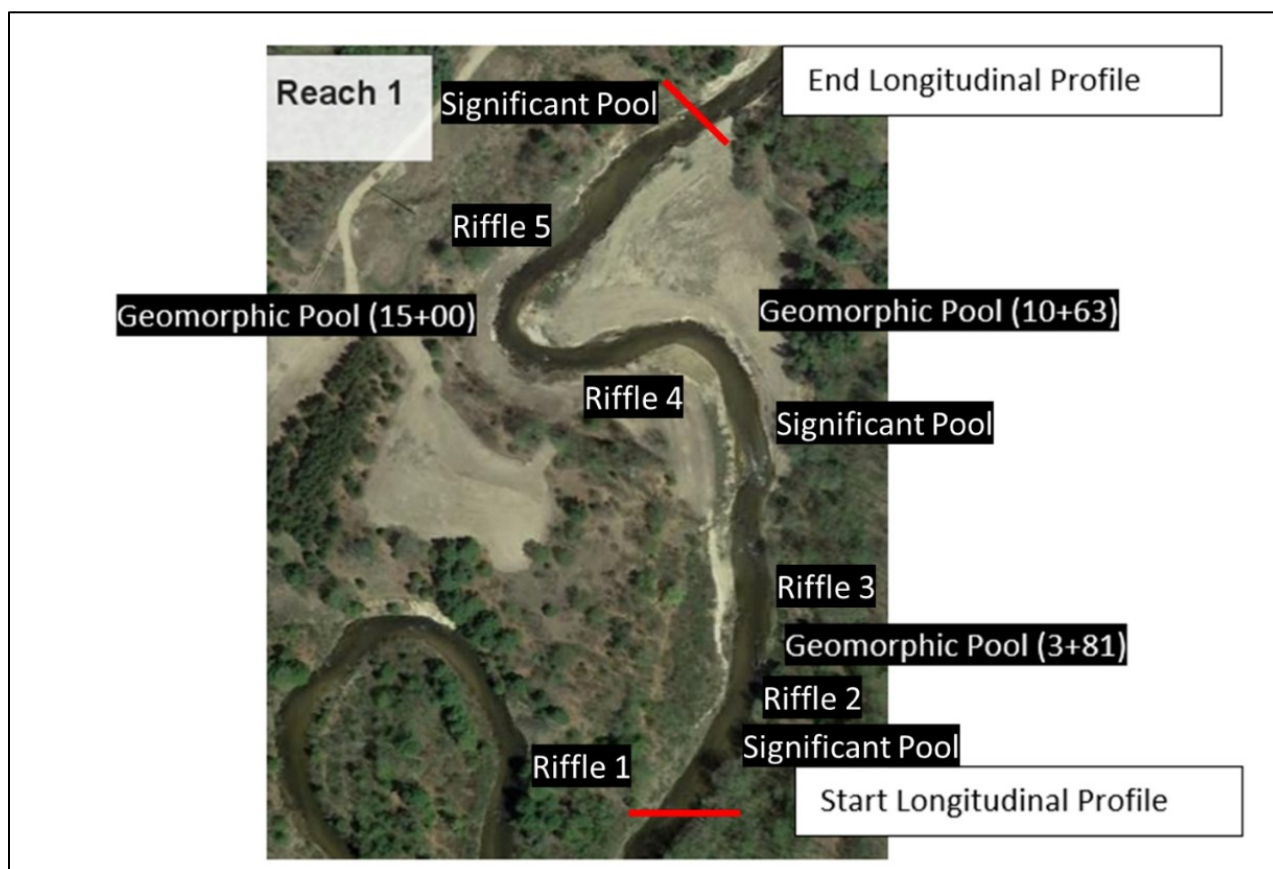 End Longitudinal Profile
Reach 1
Significant Pool
Riffle 5
Geomorphic Pool (15+00)
Geomorphic Pool (10+63)
Riffle 4
Significant Pool
Riffle 3
Geomorphic Pool (3+81)
Riffle 2
Significant Pool
Riffle 1
Start Longitudinal Profile